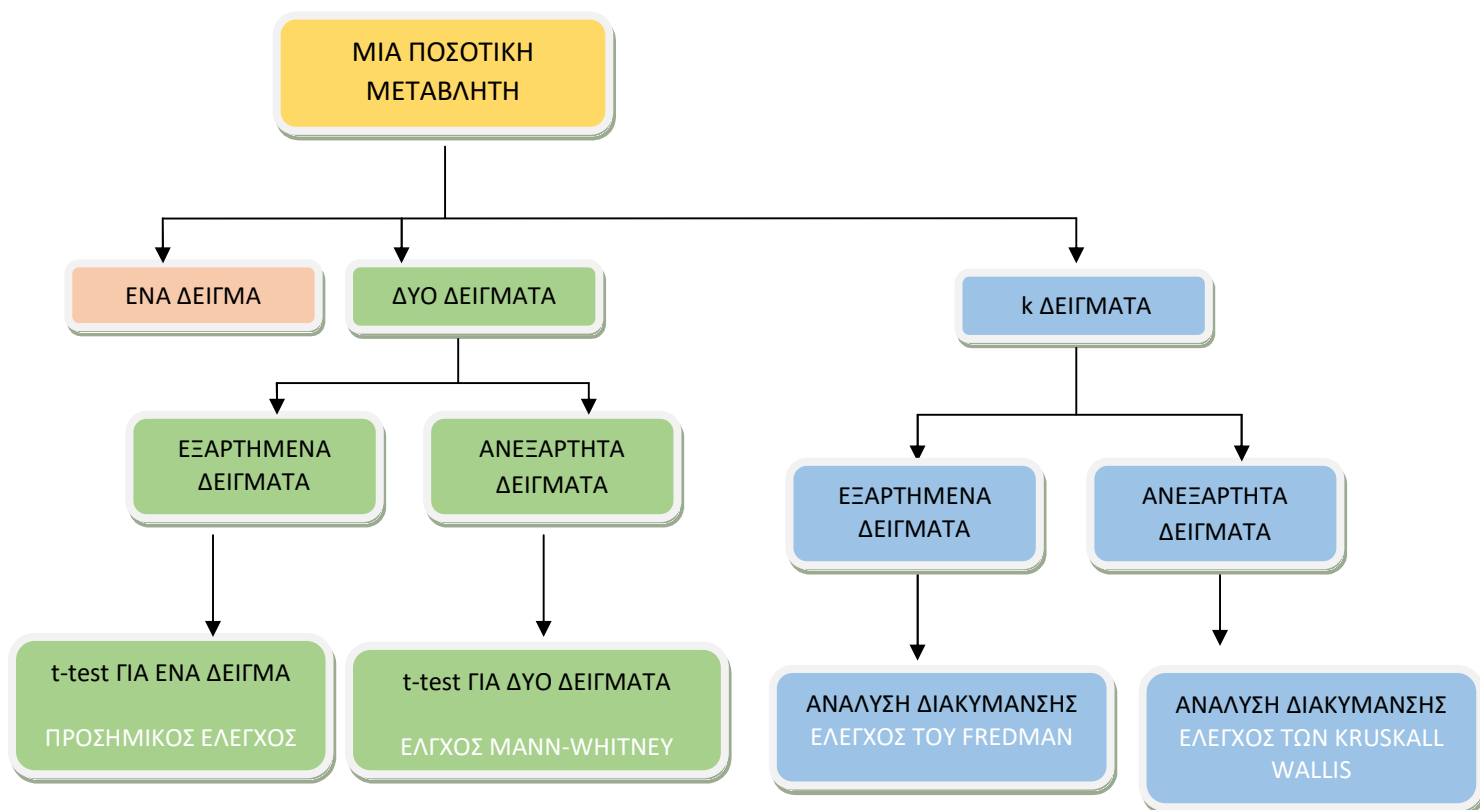 ΜΙΑ ΠΟΣΟΤΙΚΗ
ΜΕΤΑΒΛΗΤΗ
ΕΝΑ ΔΕΙΓΜΑ
ΔΥΟ ΔΕΙΓΜΑΤΑ
k ΔΕΙΓΜΑΤΑ
ΕΞΑΡΤΗΜΕΝΑ
ΔΕΙΓΜΑΤΑ
ΑΝΕΞΑΡΤΗΤΑ
ΔΕΙΓΜΑΤΑ
ΕΞΑΡΤΗΜΕΝΑ
ΔΕΙΓΜΑΤΑ
ΑΝΕΞΑΡΤΗΤΑ
ΔΕΙΓΜΑΤΑ
t-test ΓΙΑ ΕΝΑ ΔΕΙΓΜΑ
ΠΡΟΣΗΜΙΚΟΣ ΕΛΕΓΧΟΣ
t-test ΓΙΑ ΔΥΟ ΔΕΙΓΜΑΤΑ
ΕΛΓΧΟΣ MANN-WHITNEY
ΑΝΑΛΥΣΗ ΔΙΑΚΥΜΑΝΣΗΣ
ΕΛΕΓΧΟΣ ΤΟΥ FREDMAN
ΑΝΑΛΥΣΗ ΔΙΑΚΥΜΑΝΣΗΣ
ΕΛΕΓΧΟΣ ΤΩΝ KRUSKALL
WALLIS